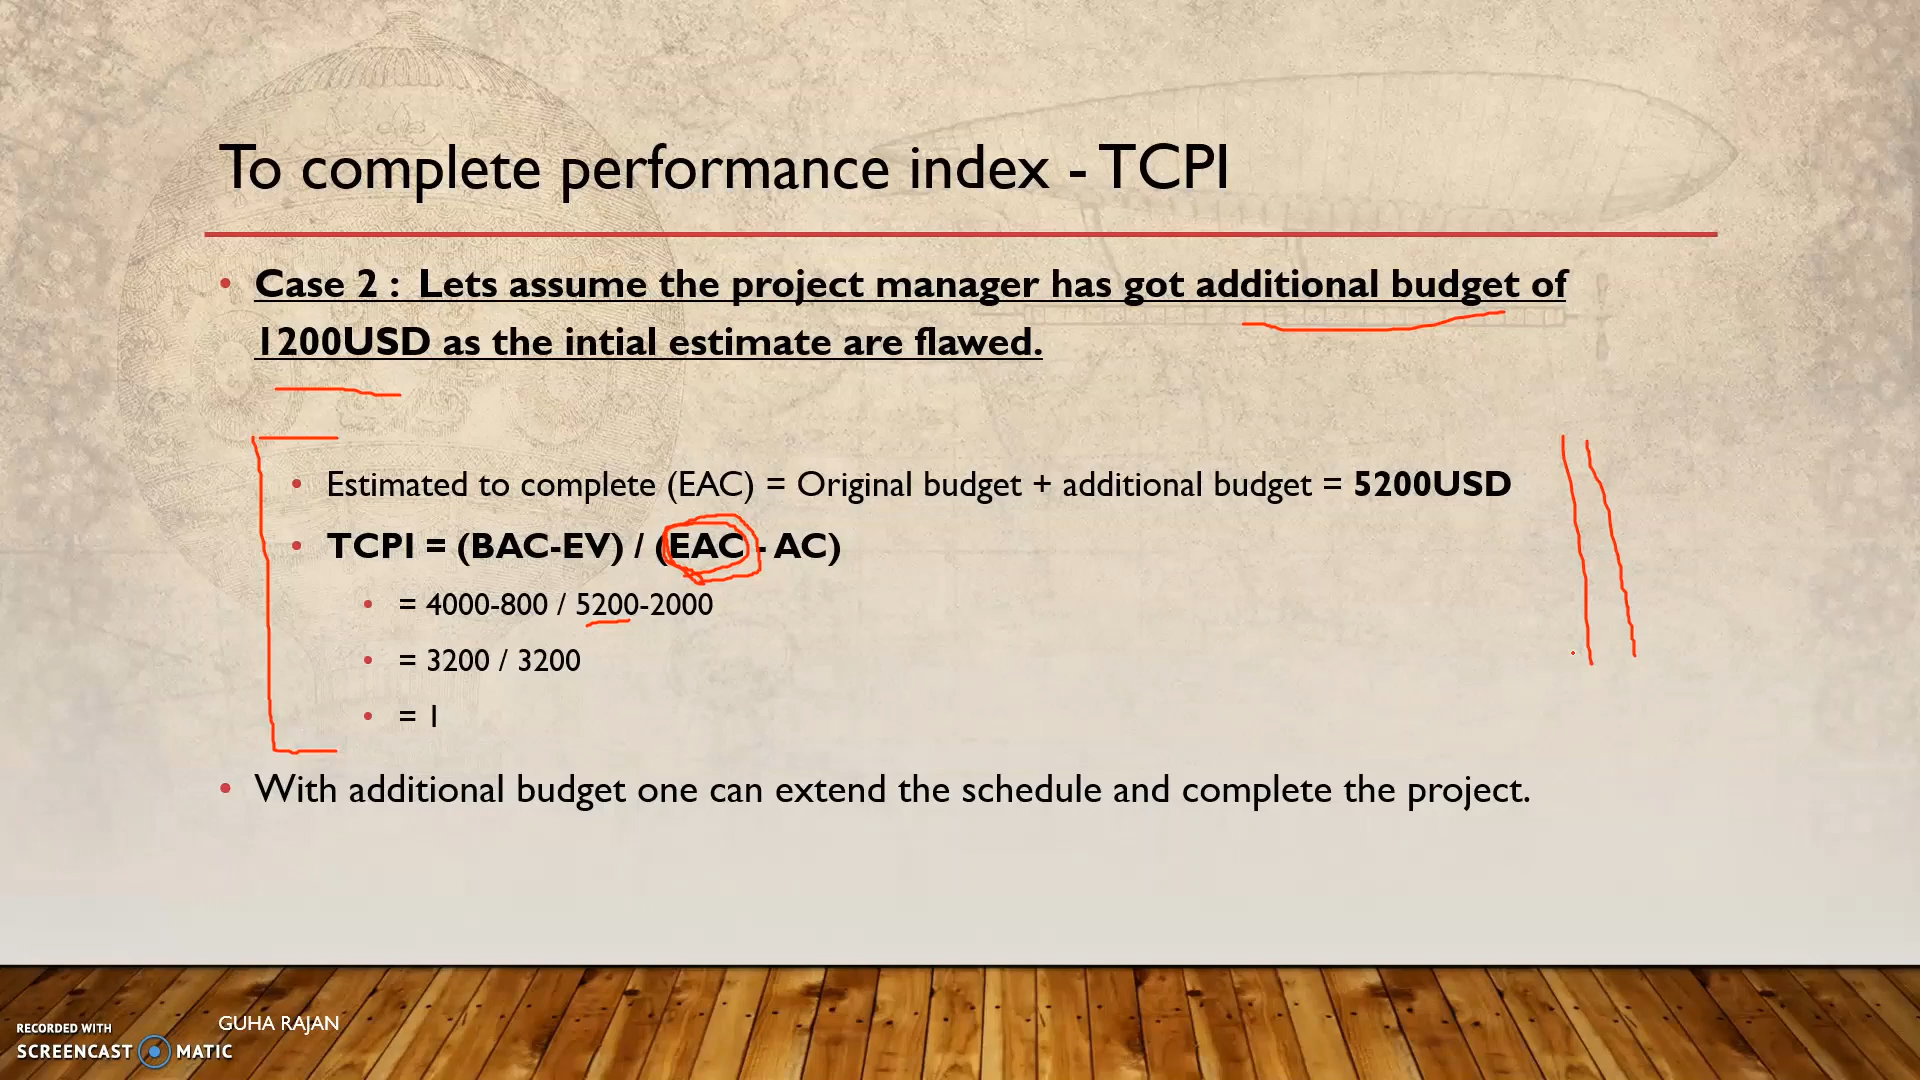 To complete performance index - TCPI
• Case 2 : Lets assume the project manager has got additional budget of
1200USD as the intial estimate are flawed.
• Estimated to complete (EAC) = Original budget + additional budget = 5200USD
• TCPI = (BAC-EV) / (EAC - AC)
• = 4000-800 / 5200-2000
• = 3200 / 3200
• = 1
• With additional budget one can extend the schedule and complete the project.
GUHA RAJAN
RECORDED WITH
SCREENCAST MATIC